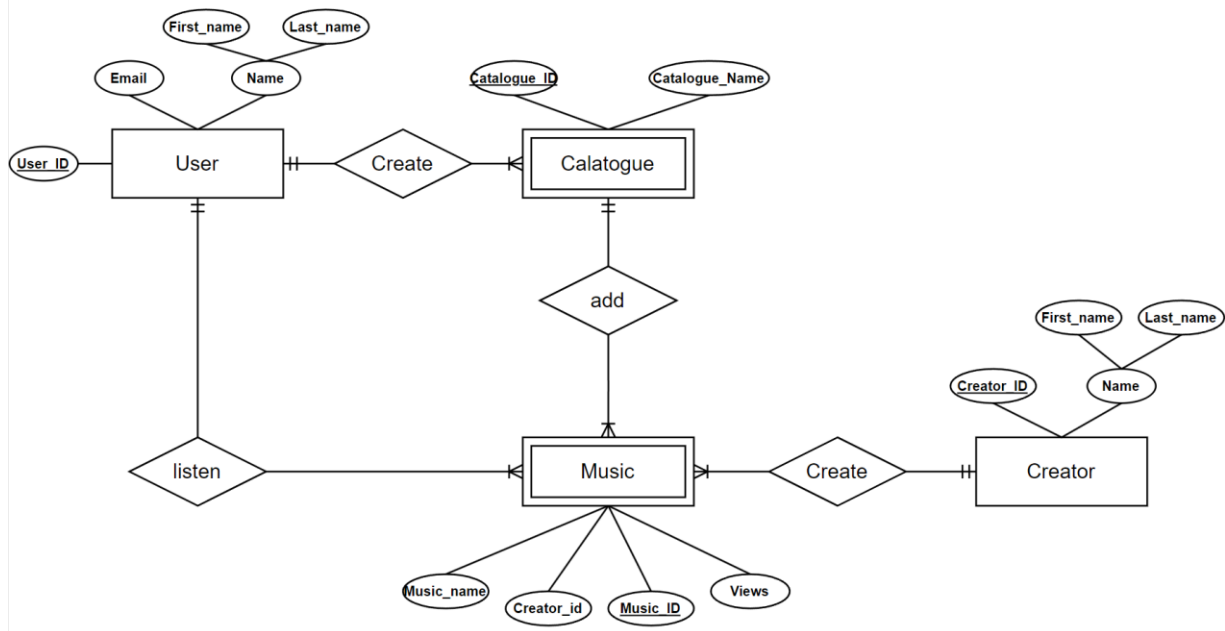 First_name
Last_name
Email
Name
Catalogue_ID
Catalogue_Name
User_ID
User
Create
Calatogue
add
First_name
Last_name
Creator_ID
Name
listen
Music
Create
Creator
Music_name
Creator_id
Music_ID
Views